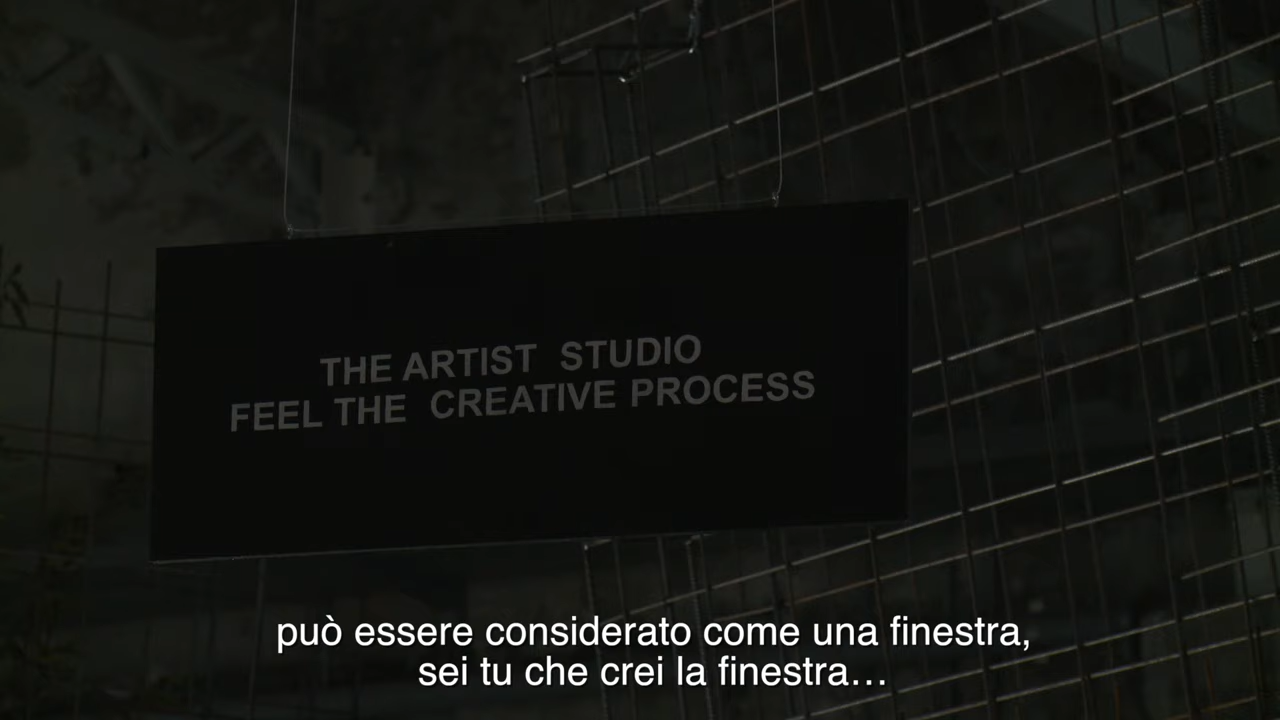 THE ARTIST STUDIO
FEEL THE CREATIVE PROCESS
può essere considerato come una finestra,
sei tu che crei la finestra…